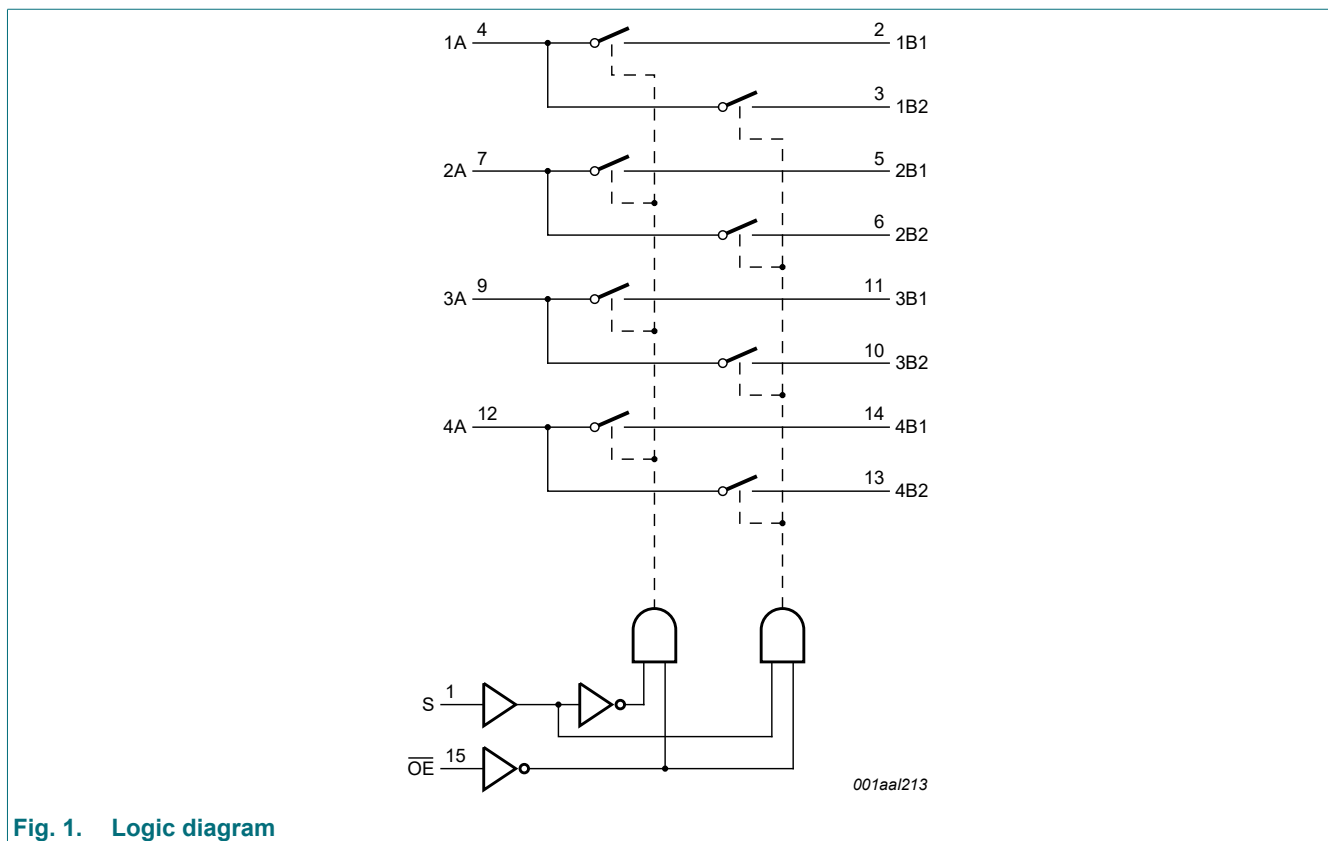 1A 4 2 1B1
3 1B2
2A 7 5 2B1
6 2B2
3A 9 11 3B1
10 3B2
4A 12 14 4B1
13 4B2
S 1
OE 15
001aal213
Fig. 1. Logic diagram